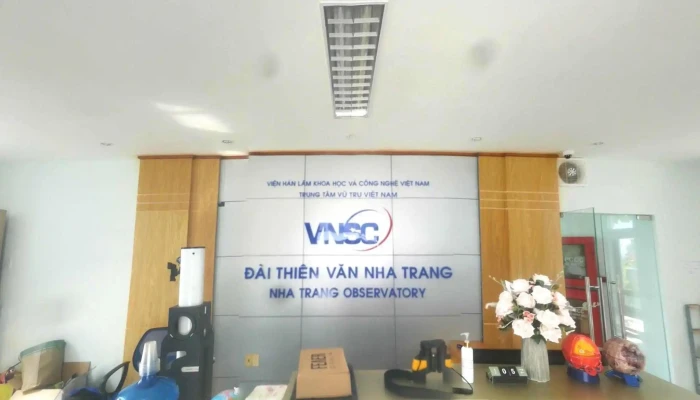 VIỆN HÀN LÂM KHOA HỌC VÀ CÔNG NGHỆ VIỆT NAM
TRUNG TÂM VŨ TRỤ VIỆT NAM
VNSC
ĐÀI THIÊN VĂN NHA TRANG
NHA TRANG OBSERVATORY
05